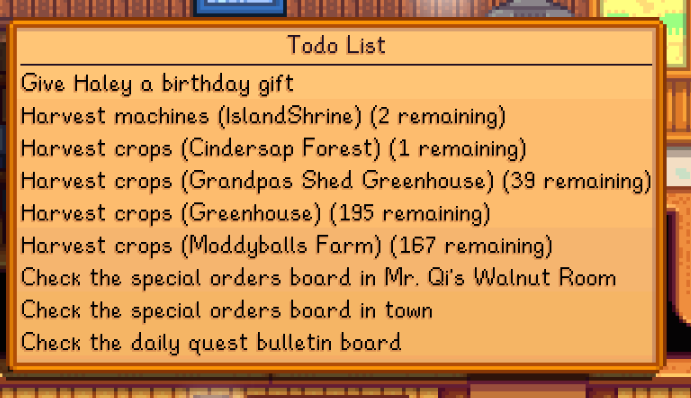 Todo List
Give Haley a birthday gift
Harvest machines (IslandShrine) (2 remaining)
Harvest crops (Cindersap Forest) (1 remaining)
Harvest crops (Grandpas Shed Greenhouse) (39 remaining)
Harvest crops (Greenhouse) (195 remaining)
Harvest crops (Moddyballs Farm) (167 remaining)
Check the special orders board in Mr. Qi's Walnut Room
Check the special orders board in town
Check the daily quest bulletin board